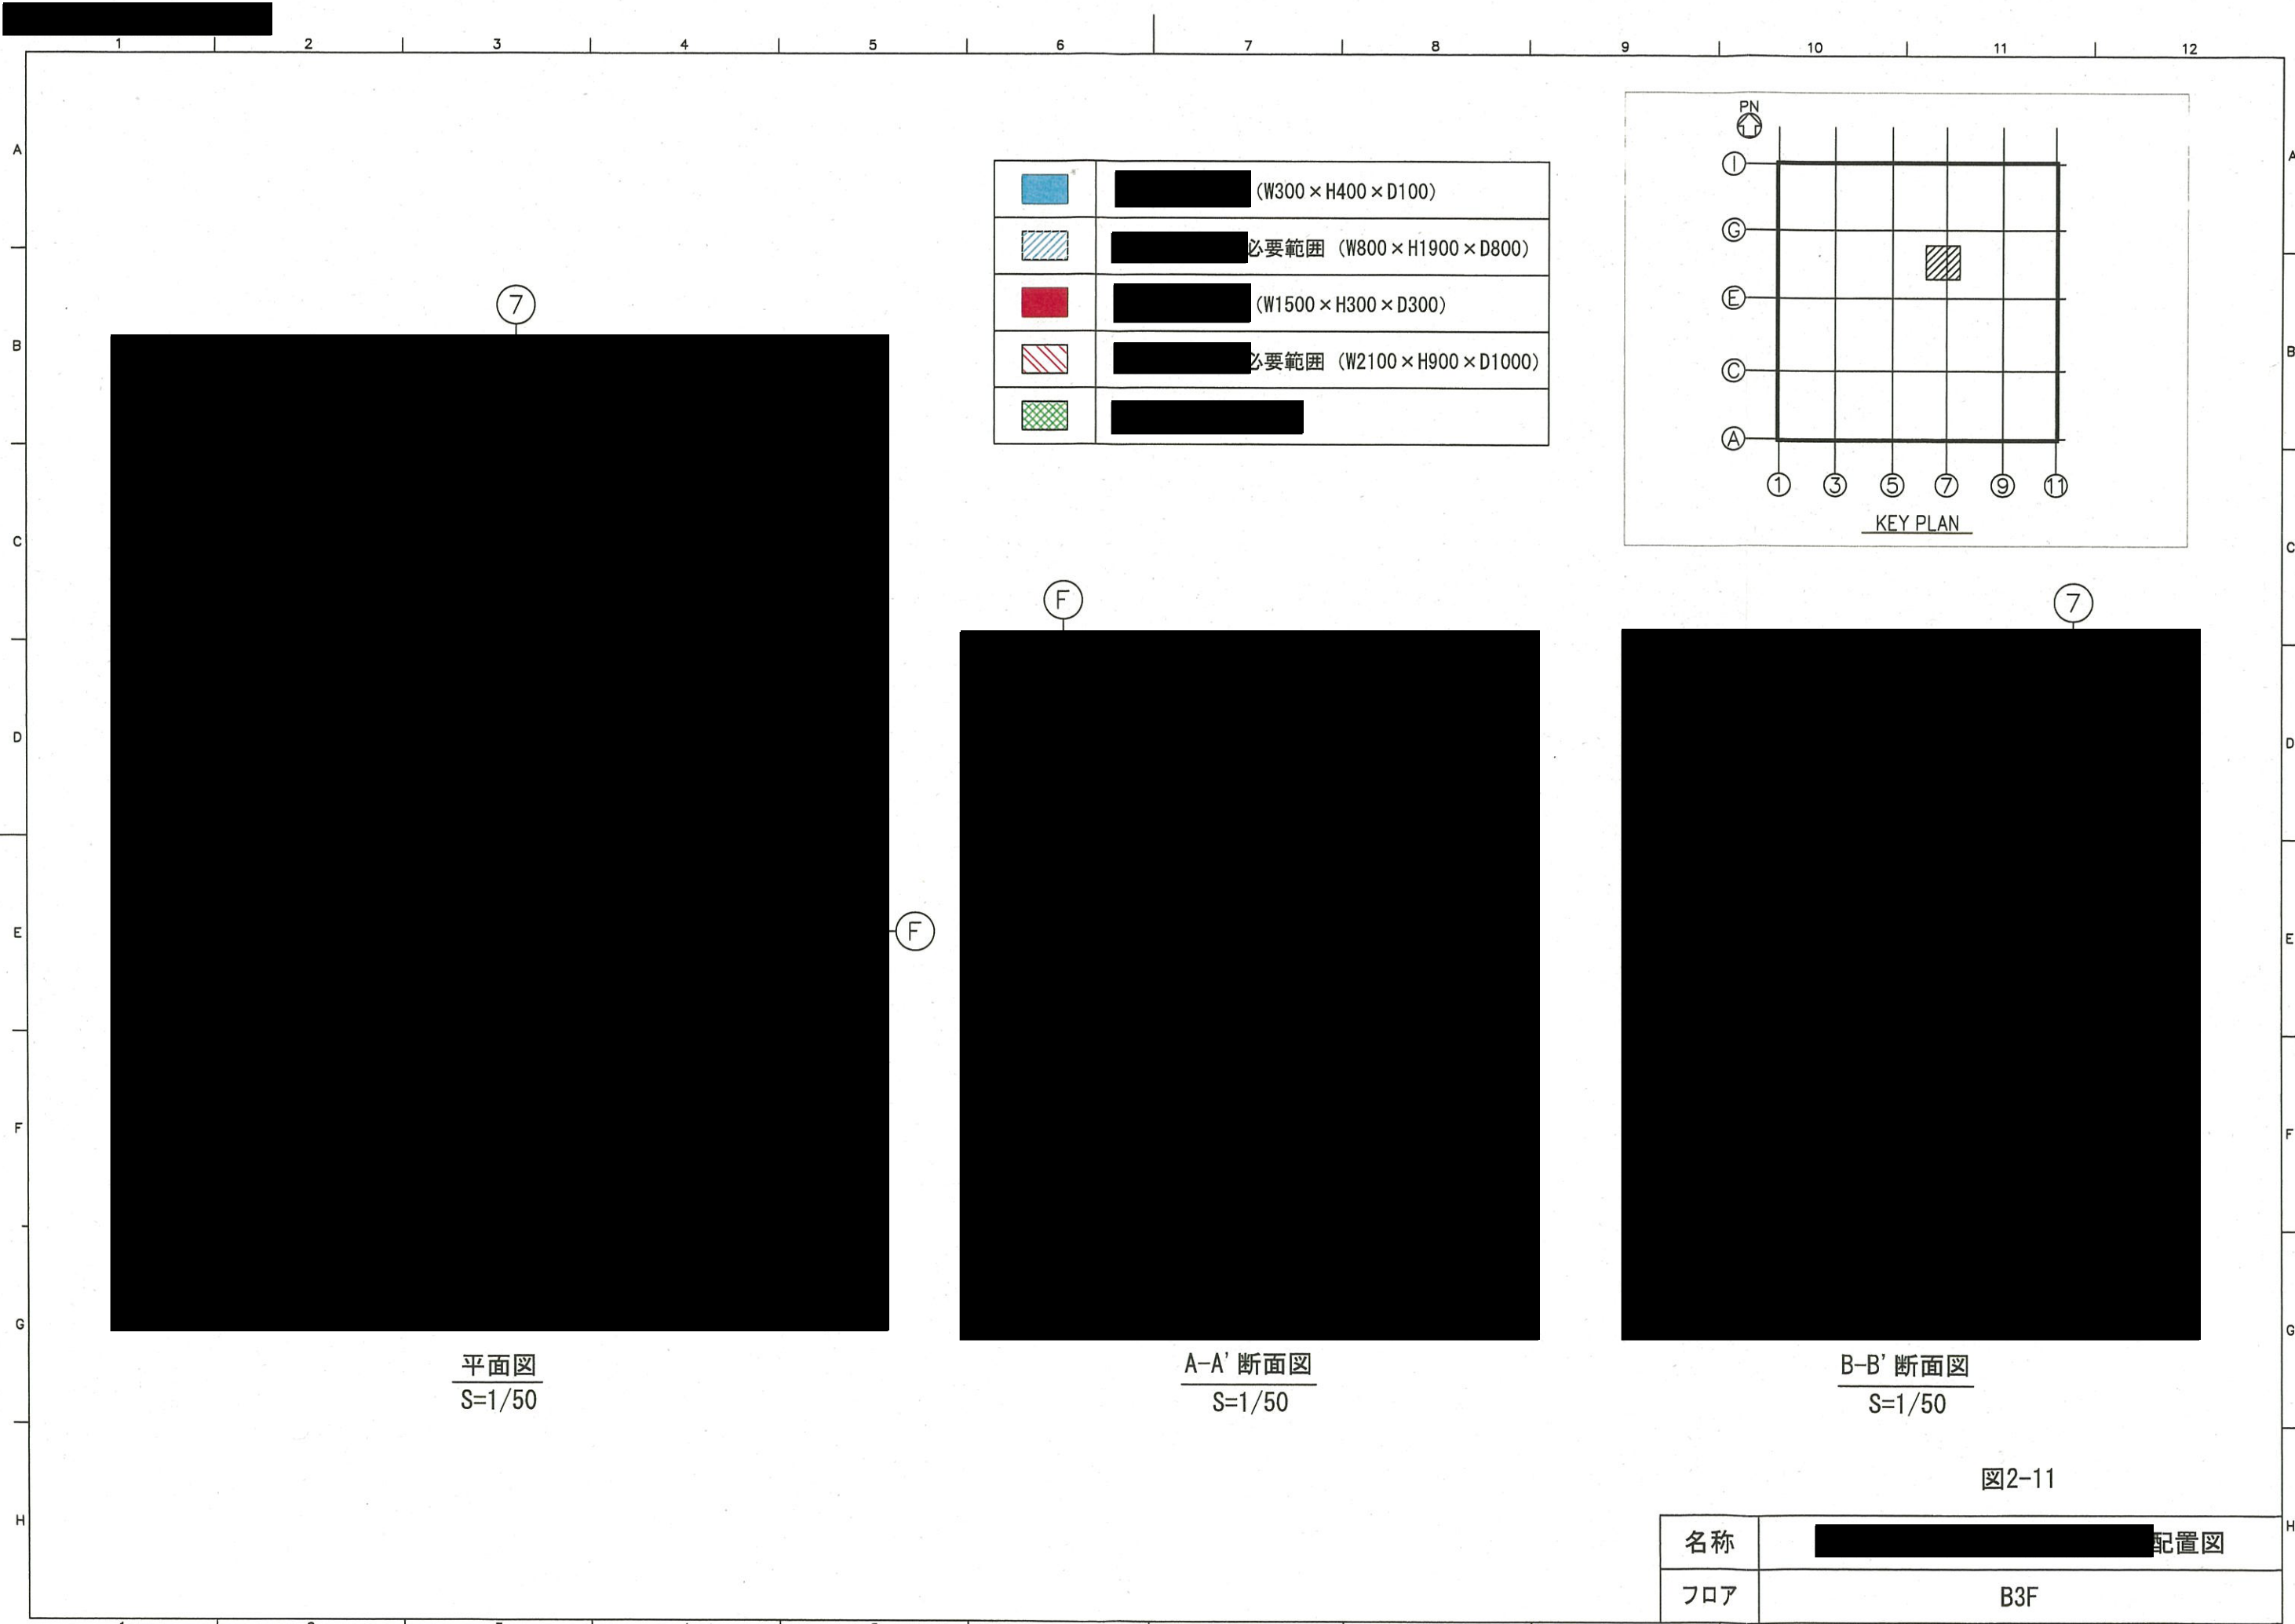 1 2 3 4 5 6 7 8 9 10 11 12
A A
B B
C C
D D
E E
F F
G G
H H
(W300×H400×D100)
必要範囲 (W800×H1900×D800)
(W1500×H300×D300)
必要範囲 (W2100×H900×D1000)
PN
I
G
E
C
A
1 3 5 7 9 11
KEY PLAN
7
F
F
7
平面図
S=1/50
A-A' 断面図
S=1/50
B-B' 断面図
S=1/50
図2-11
名称 配置図
フロア B3F